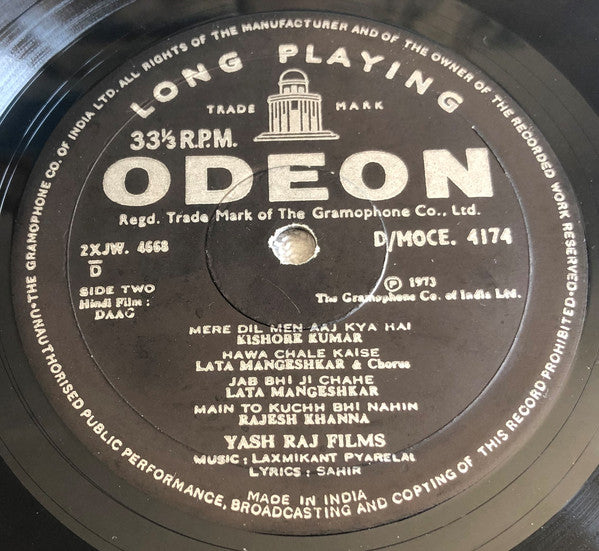 UNAUTHORISED PUBLIC PERFORMANCE, BROADCASTING AND COPYING OF THIS RECORD PROHIBITED·
·THE GRAMOPHONE CO. OF INDIA LTD. ALL RIGHTS OF THE MANUFACTURER AND OF THE OWNER OF THE RECORDED WORK RESERVED·
LONG PLAYING
TRADE MARK
33⅓ R.P.M.
ODEON
Regd. Trade Mark of The Gramophone Co., Ltd.
2XJW. 4668
D
D/MOCE. 4174
SIDE TWO
Hindi Film :
DAAG
℗ 1973
The Gramophone Co. of India Ltd.
MERE DIL MEN AAJ KYA HAI
KISHORE KUMAR
HAWA CHALE KAISE
LATA MANGESHKAR & Chorus
JAB BHI JI CHAHE
LATA MANGESHKAR
MAIN TO KUCHH BHI NAHIN
RAJESH KHANNA
YASH RAJ FILMS
MUSIC : LAXMIKANT PYARELAL
LYRICS : SAHIR
MADE IN INDIA